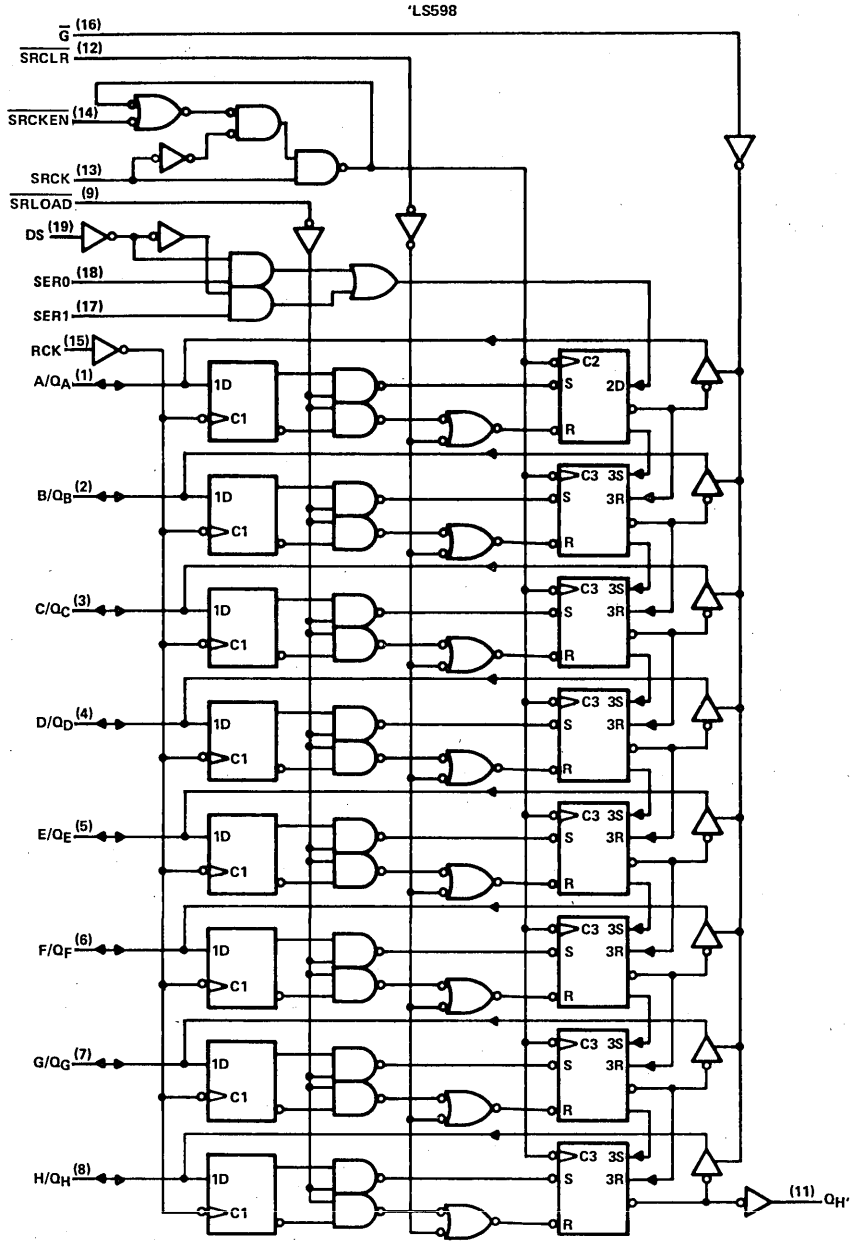 'LS598
G̅ (16)
S̅R̅C̅L̅R̅ (12)
S̅R̅C̅K̅E̅N̅ (14)
SRCK (13)
S̅R̅L̅O̅A̅D̅ (9)
DS (19)
SER0 (18)
SER1 (17)
RCK (15)
A/QA (1)
1D
C1
C2
S
2D
R
B/QB (2)
1D
C1
C3 3S
S
3R
R
C/QC (3)
1D
C1
C3 3S
S
3R
R
D/QD (4)
1D
C1
C3 3S
S
3R
R
E/QE (5)
1D
C1
C3 3S
S
3R
R
F/QF (6)
1D
C1
C3 3S
S
3R
R
G/QG (7)
1D
C1
C3 3S
S
3R
R
H/QH (8)
1D
C1
C3 3S
S
3R
R
(11) QH'